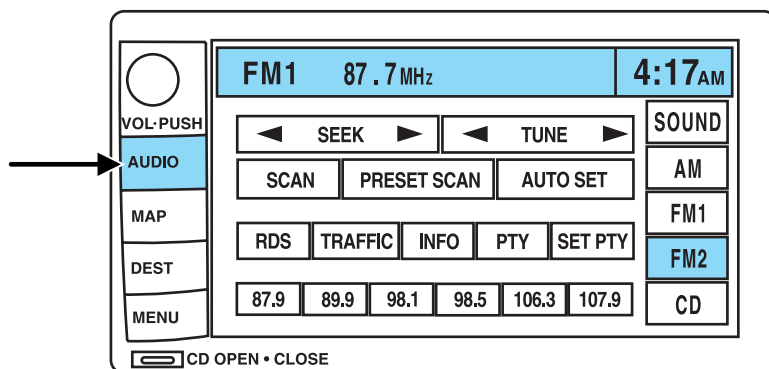 FM1 87.7MHz 4:17AM
VOL·PUSH
AUDIO
MAP
DEST
MENU
◄ SEEK ► ◄ TUNE ►
SCAN PRESET SCAN AUTO SET
RDS TRAFFIC INFO PTY SET PTY
87.9 89.9 98.1 98.5 106.3 107.9
SOUND
AM
FM1
FM2
CD
CD OPEN • CLOSE